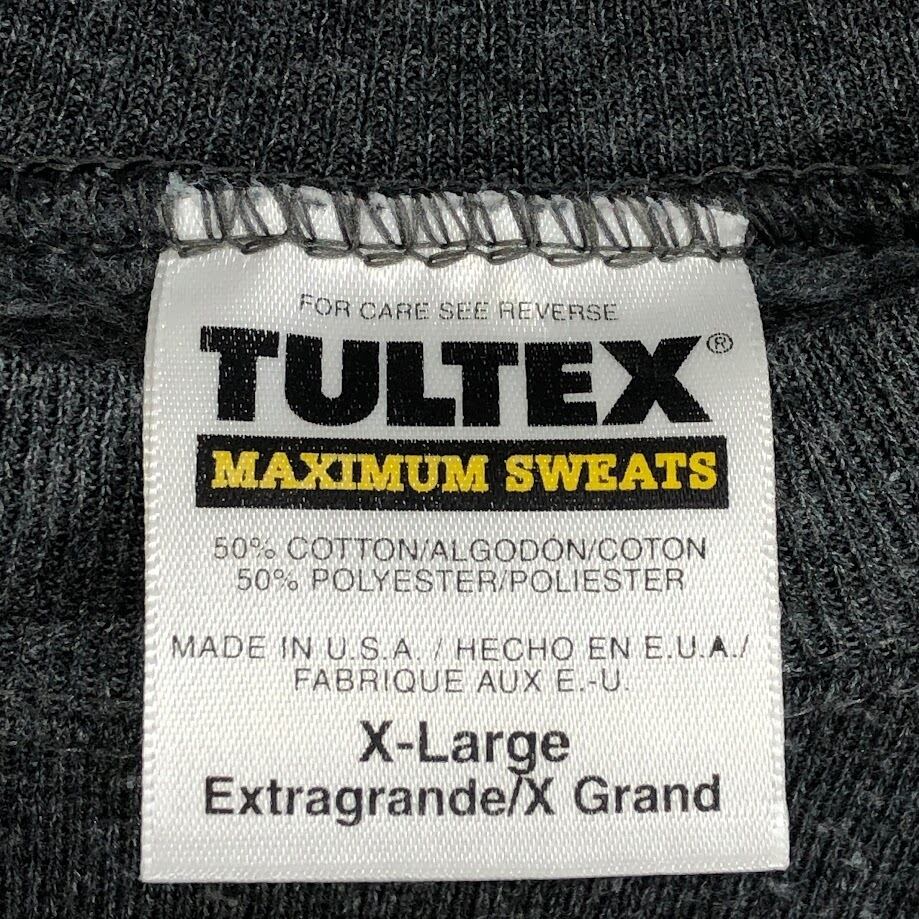 FOR CARE SEE REVERSE
TULTEX®
MAXIMUM SWEATS
50% COTTON/ALGODON/COTON
50% POLYESTER/POLIESTER
MADE IN U.S.A. / HECHO EN E.U.A./
FABRIQUE AUX E.-U.
X-Large
Extragrande/X Grand